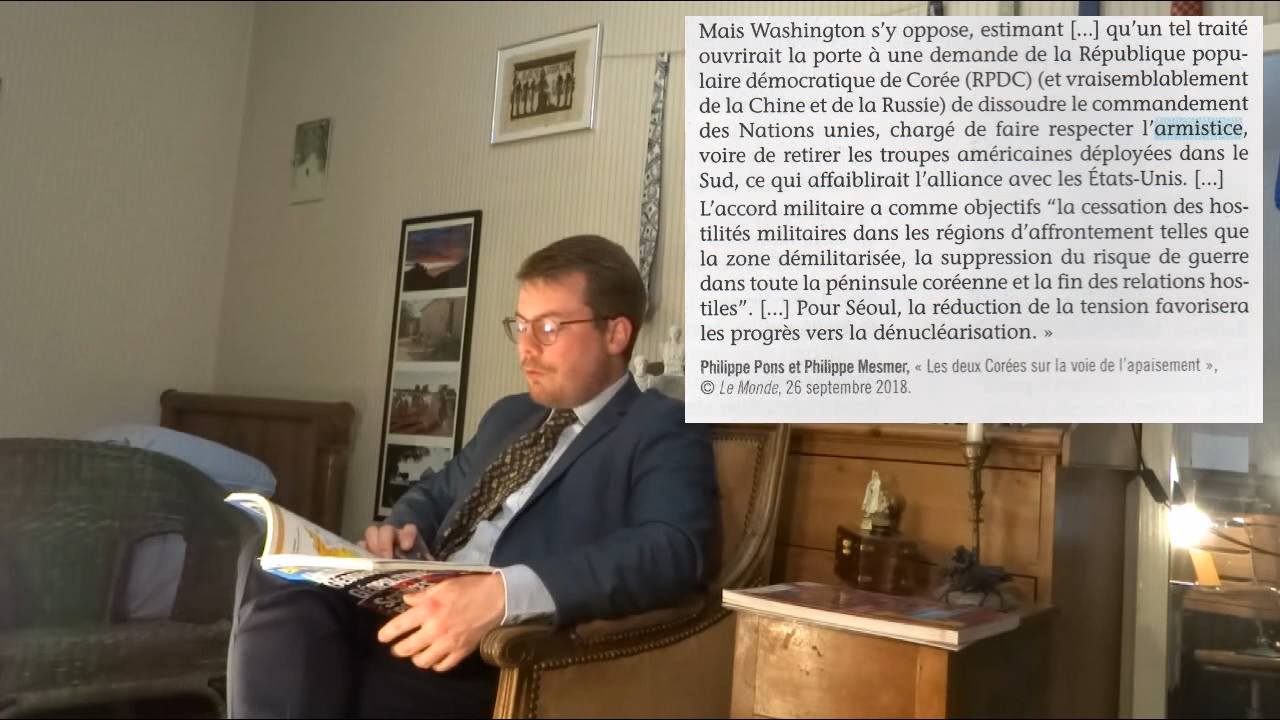 Mais Washington s’y oppose, estimant [...] qu’un tel traité
ouvrirait la porte à une demande de la République popu-
laire démocratique de Corée (RPDC) (et vraisemblablement
de la Chine et de la Russie) de dissoudre le commandement
des Nations unies, chargé de faire respecter l’armistice,
voire de retirer les troupes américaines déployées dans le
Sud, ce qui affaiblirait l’alliance avec les États-Unis. [...]
L’accord militaire a comme objectifs “la cessation des hos-
tilités militaires dans les régions d’affrontement telles que
la zone démilitarisée, la suppression du risque de guerre
dans toute la péninsule coréenne et la fin des relations hos-
tiles”. [...] Pour Séoul, la réduction de la tension favorisera
les progrès vers la dénucléarisation. »
Philippe Pons et Philippe Mesmer, « Les deux Corées sur la voie de l’apaisement »,
© Le Monde, 26 septembre 2018.